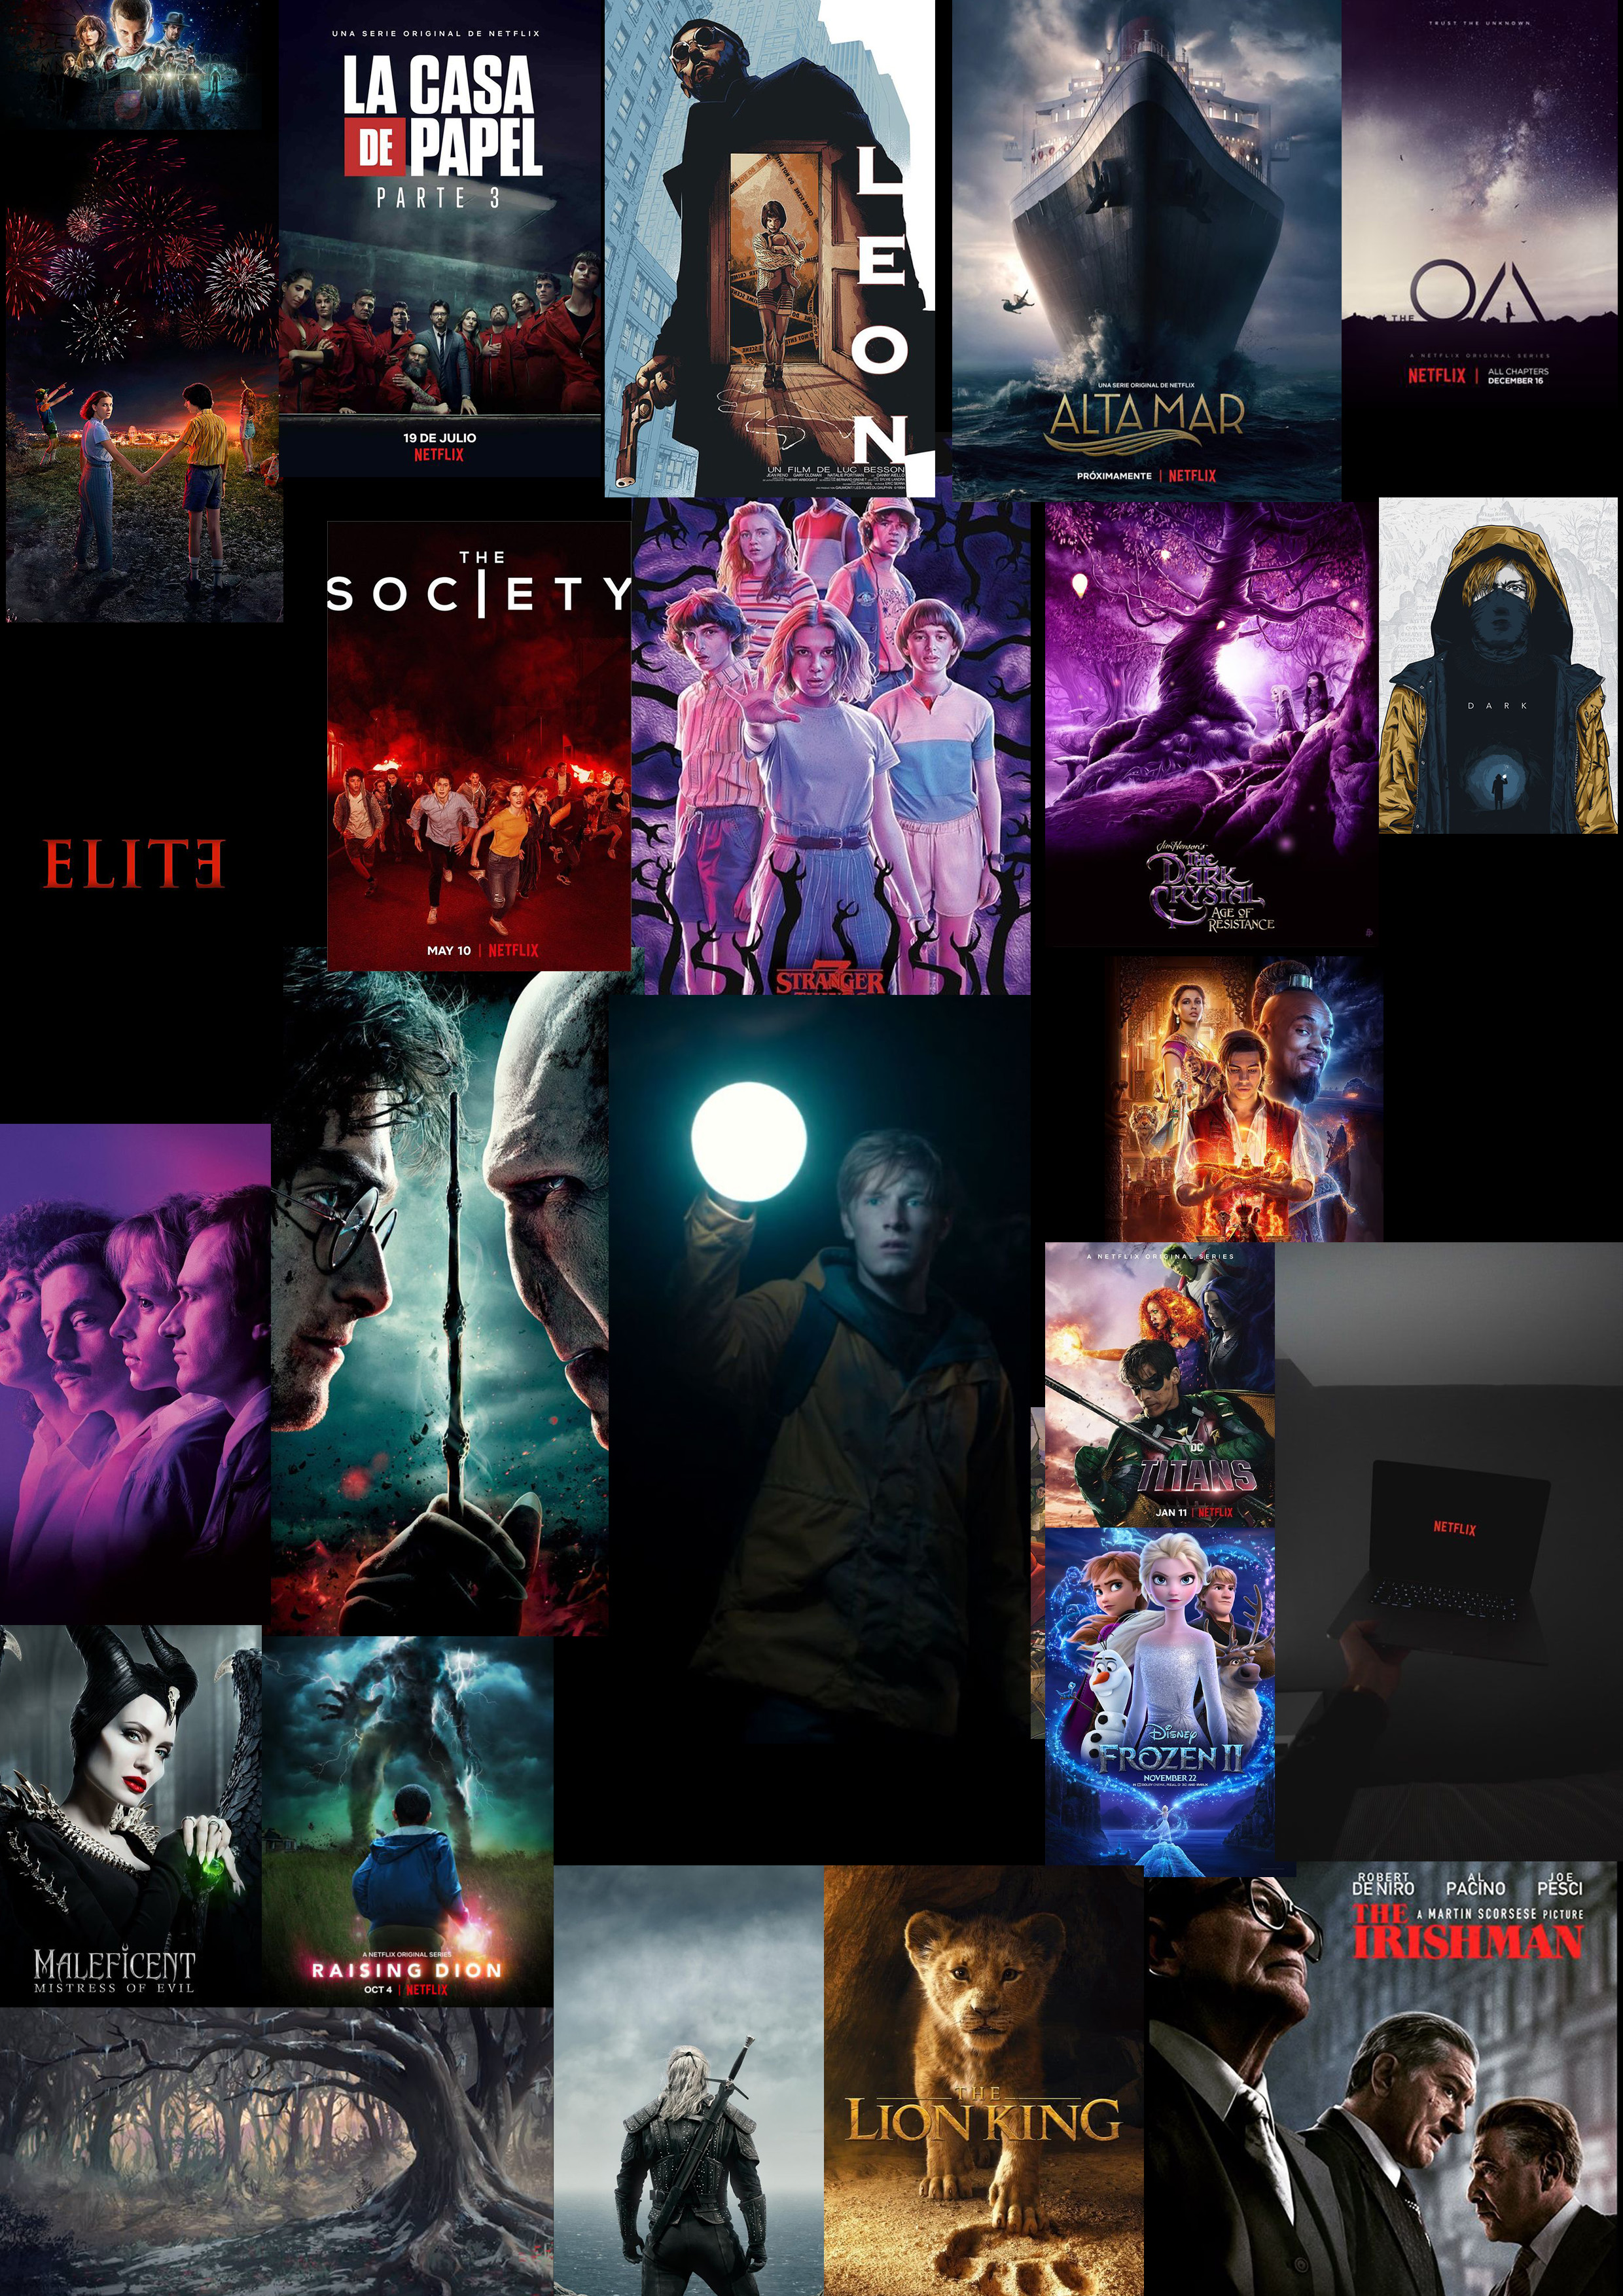 UNA SERIE ORIGINAL DE NETFLIX
LA CASA
DE PAPEL
PARTE 3
19 DE JULIO
NETFLIX
LEON
UN FILM DE LUC BESSON
UNA SERIE ORIGINAL DE NETFLIX
ALTA MAR
PRÓXIMAMENTE | NETFLIX
TRUST THE UNKNOWN
THE OA
A NETFLIX ORIGINAL SERIES
NETFLIX | ALL CHAPTERS
DECEMBER 16
THE
SOCIETY
MAY 10 | NETFLIX
3
STRANGER
THINGS
Jim Henson's
THE
DARK
CRYSTAL
AGE OF
RESISTANCE
DARK
ELITE
A NETFLIX ORIGINAL SERIES
DC
TITANS
JAN 11 | NETFLIX
NETFLIX
DISNEY
FROZEN II
NOVEMBER 22
MALEFICENT
MISTRESS OF EVIL
A NETFLIX ORIGINAL SERIES
RAISING DION
OCT 4 | NETFLIX
THE
LION KING
ROBERT
DE NIRO
AL
PACINO
JOE
PESCI
THE A MARTIN SCORSESE PICTURE
IRISHMAN